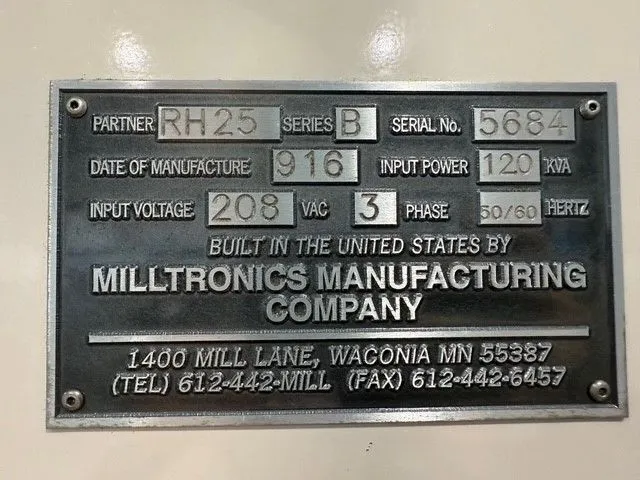 PARTNER RH25 SERIES B SERIAL No. 5684
DATE OF MANUFACTURE 916 INPUT POWER 120 KVA
INPUT VOLTAGE 208 VAC 3 PHASE 50/60 HERTZ
BUILT IN THE UNITED STATES BY
MILLTRONICS MANUFACTURING
COMPANY
1400 MILL LANE, WACONIA MN 55387
(TEL) 612-442-MILL (FAX) 612-442-6457